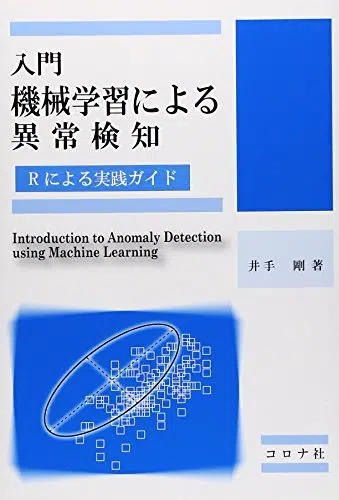 入門
機械学習による
異常検知
Rによる実践ガイド
Introduction to Anomaly Detection
using Machine Learning
井手 剛 著
コロナ社